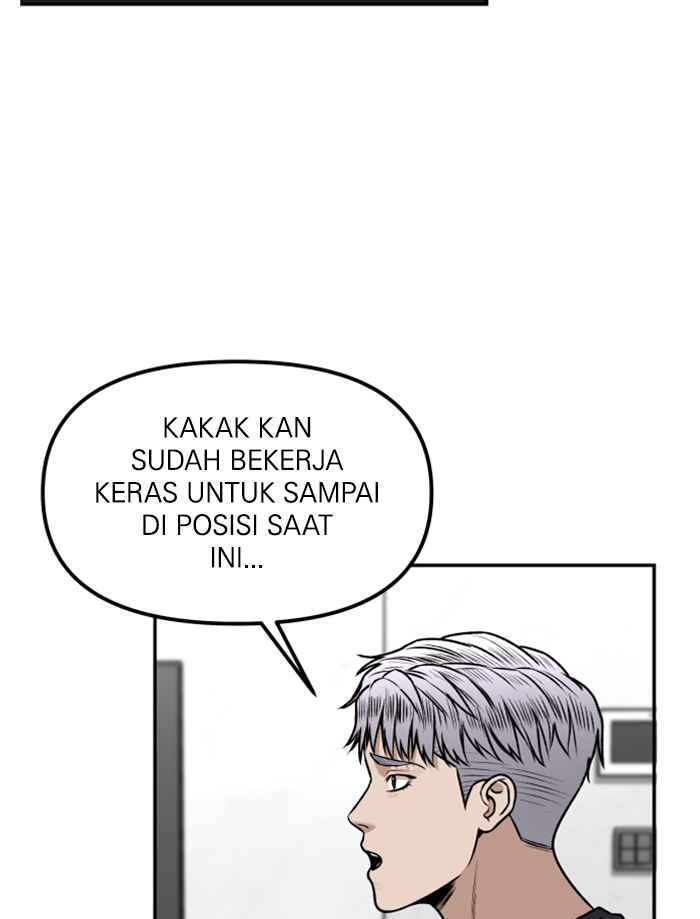 KAKAK KAN
SUDAH BEKERJA
KERAS UNTUK SAMPAI
DI POSISI SAAT
INI...